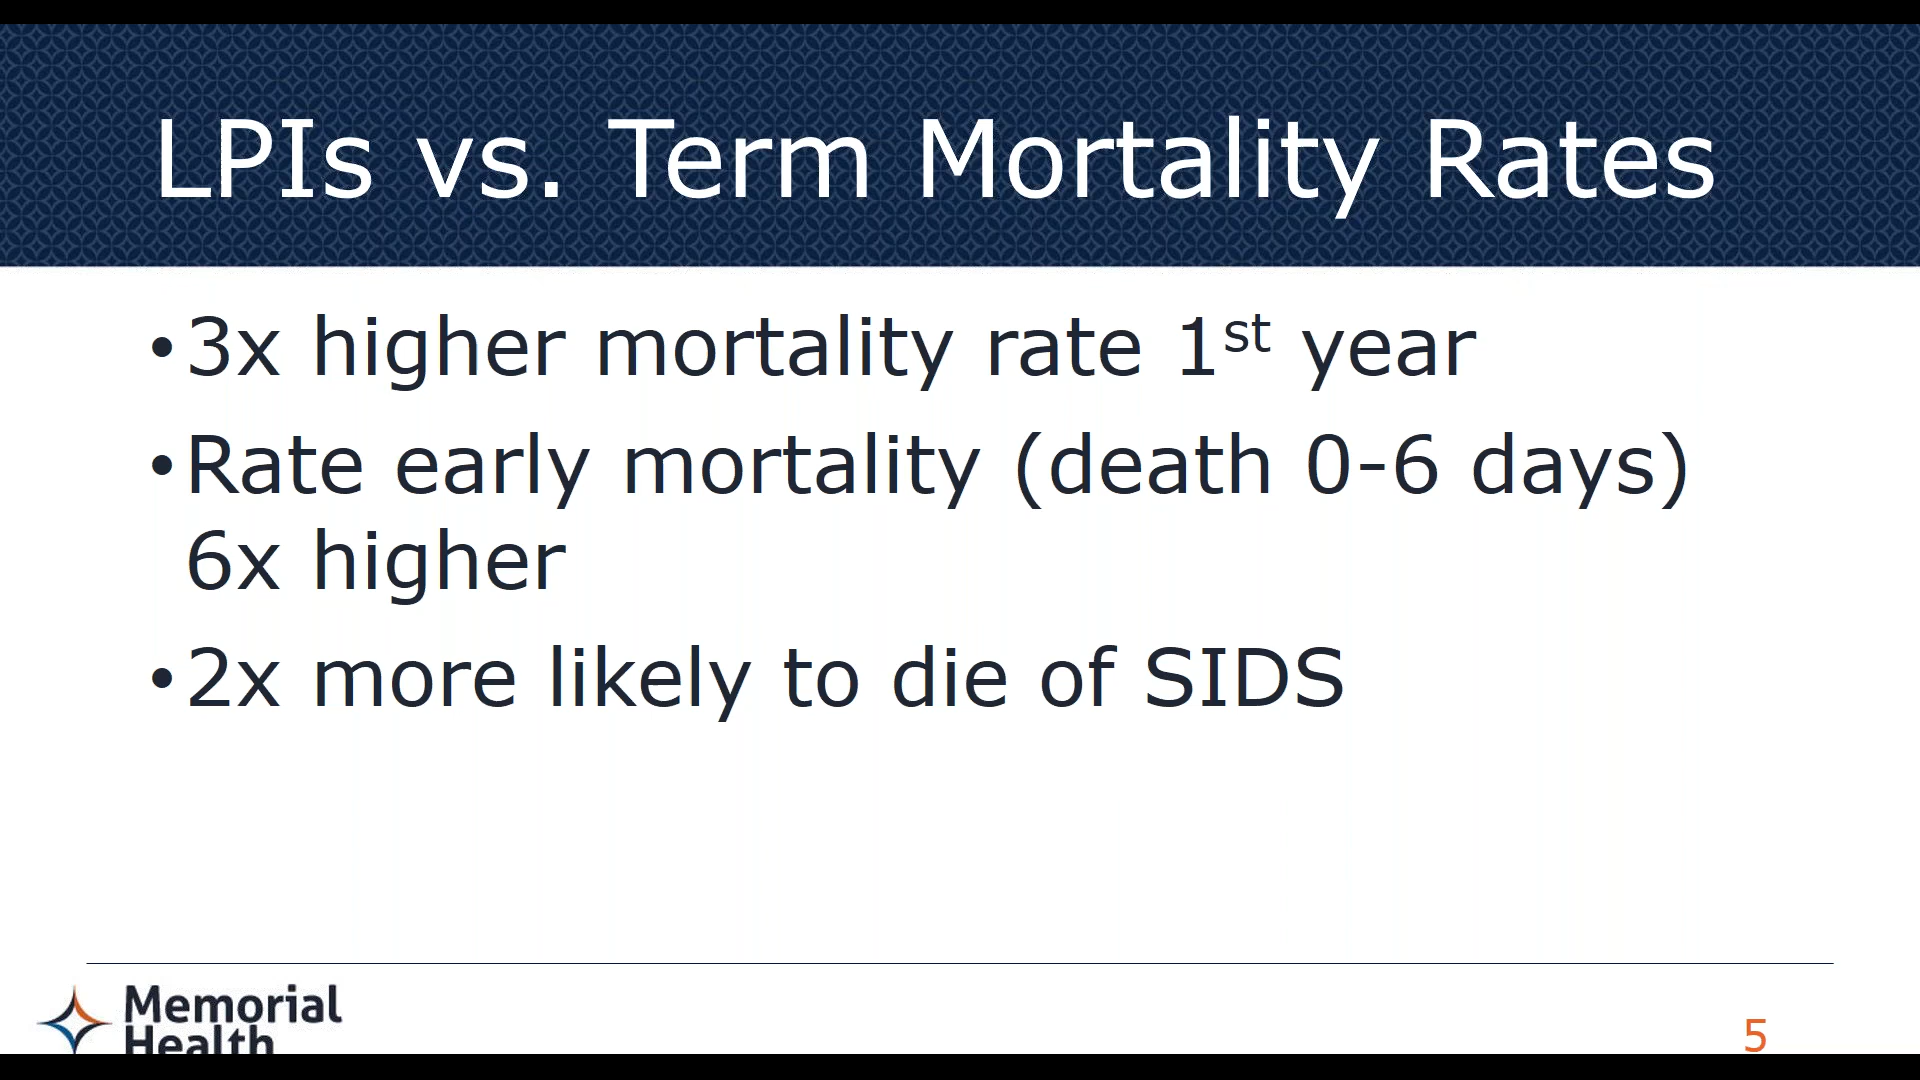 LPIs vs. Term Mortality Rates
•3x higher mortality rate 1st year
•Rate early mortality (death 0-6 days)
6x higher
•2x more likely to die of SIDS
Memorial
Health
5